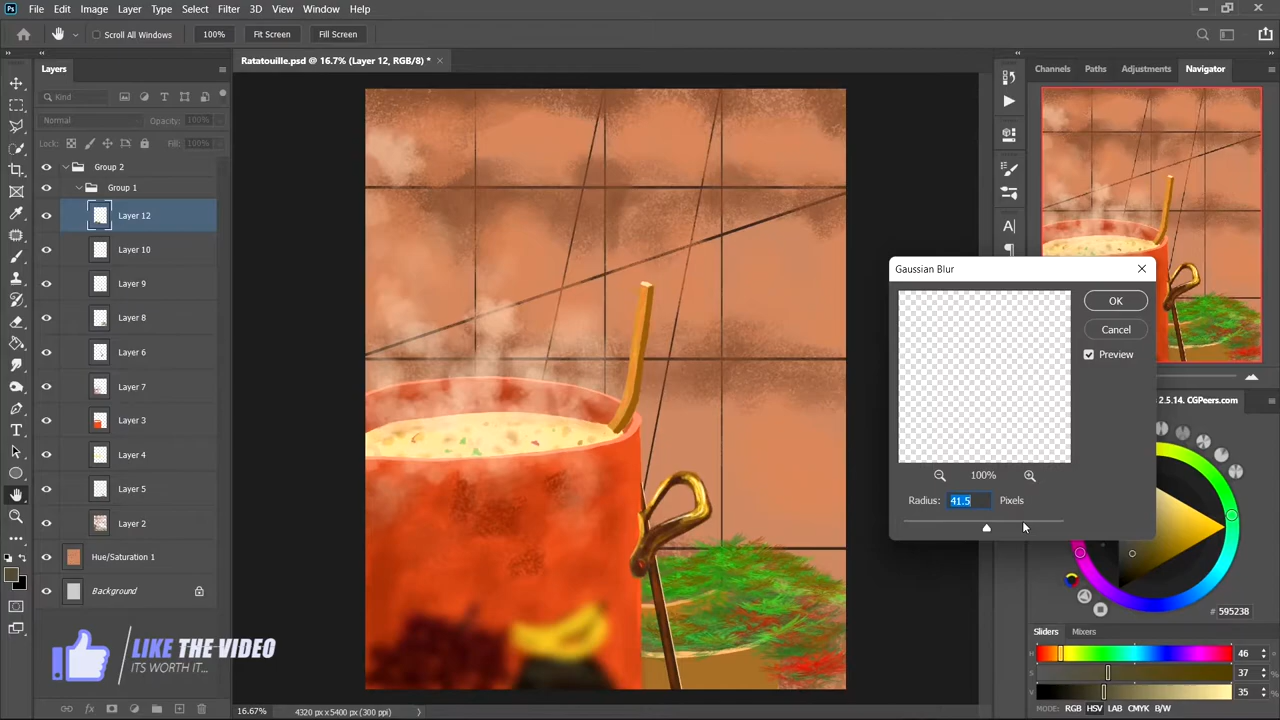 Ps File Edit Image Layer Type Select Filter 3D View Window Help
Scroll All Windows 100% Fit Screen Fill Screen
Layers
Ratatouille.psd @ 16.7% (Layer 12, RGB/8) *
Channels Paths Adjustments Navigator
Kind
Normal Opacity: 100%
Lock: Fill: 100%
Group 2
Group 1
Layer 12
Layer 10
Layer 9
Layer 8
Layer 6
Layer 7
Layer 3
Layer 4
Layer 5
Layer 2
Hue/Saturation 1
Background
Gaussian Blur
OK
Cancel
Preview
100%
Radius: 41.5 Pixels
2.5.14. CGPeers.com
# 595238
Sliders Mixers
H 46
S 37 %
V 35 %
MODE: RGB HSV LAB CMYK B/W
LIKE THE VIDEO
ITS WORTH IT...
16.67% 4320 px x 5400 px (300 ppi)